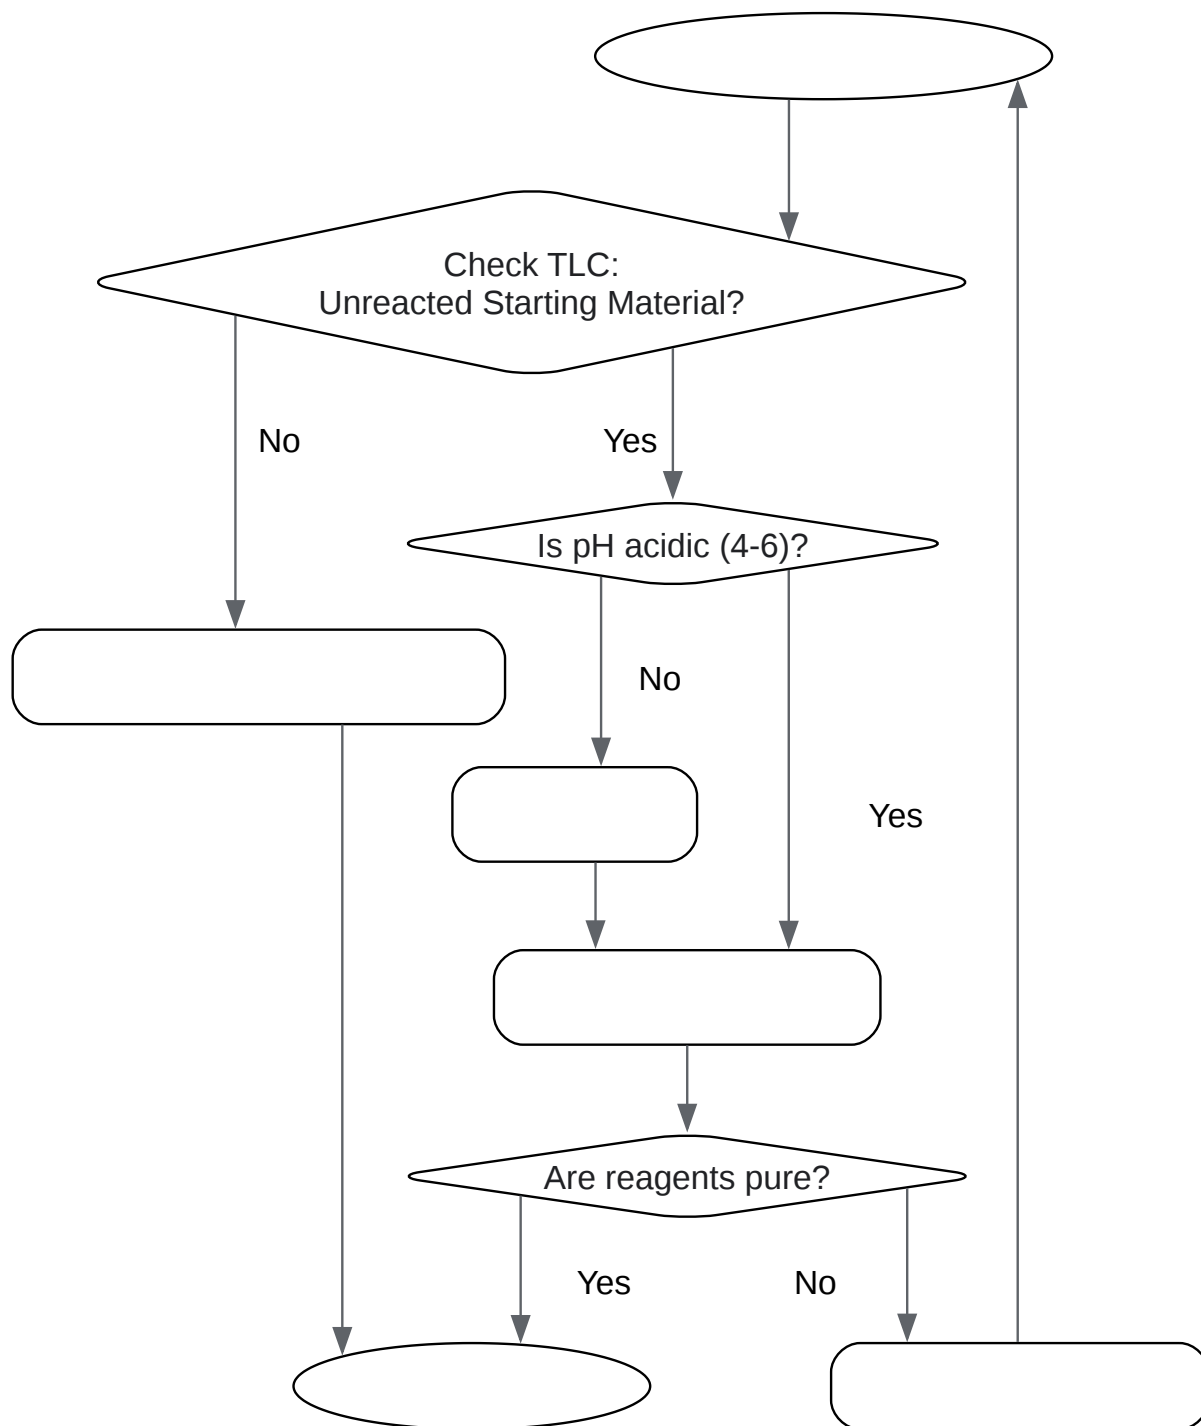 Check TLC:
Unreacted Starting Material?
No
Yes
Is pH acidic (4-6)?
No
Yes
Are reagents pure?
Yes
No